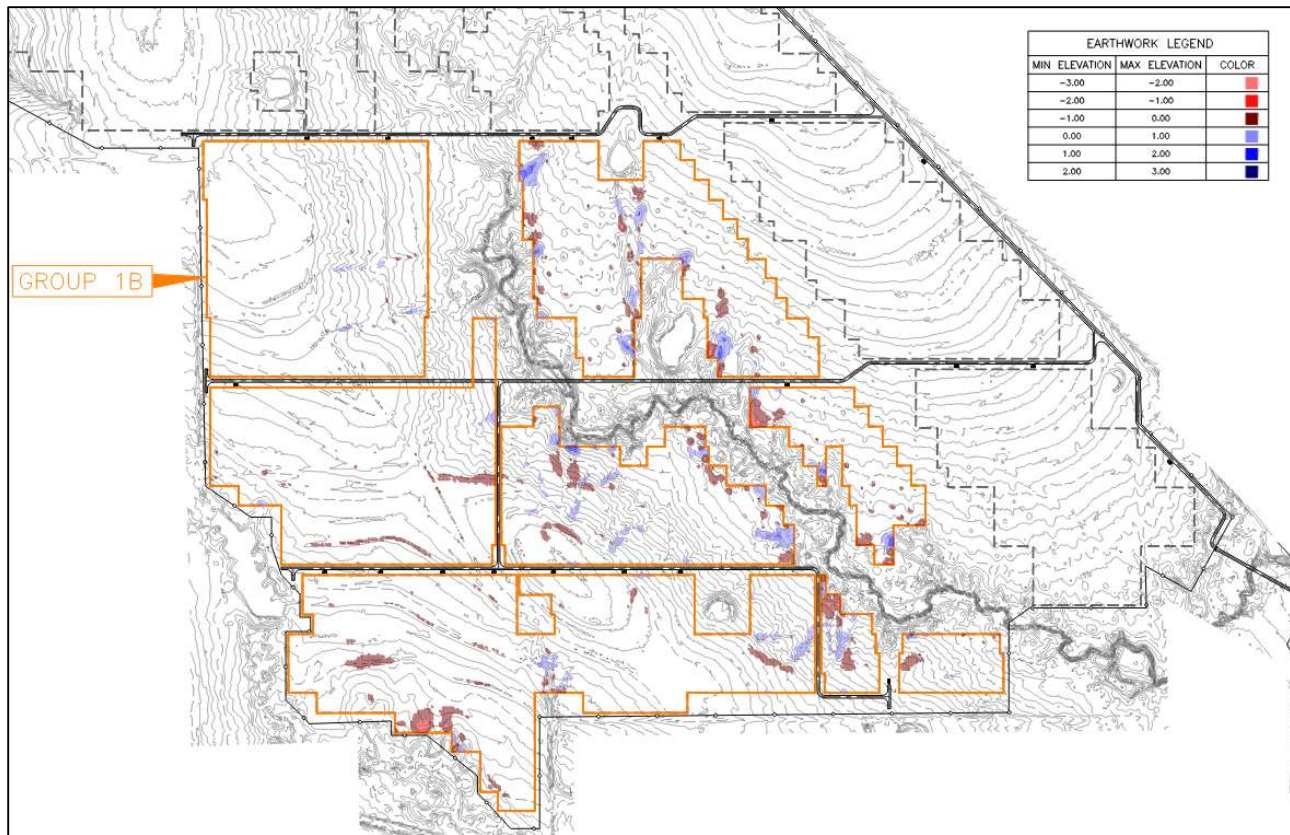 EARTHWORK LEGEND
MIN ELEVATION MAX ELEVATION COLOR
-3.00 -2.00
-2.00 -1.00
-1.00 0.00
0.00 1.00
1.00 2.00
2.00 3.00
GROUP 1B